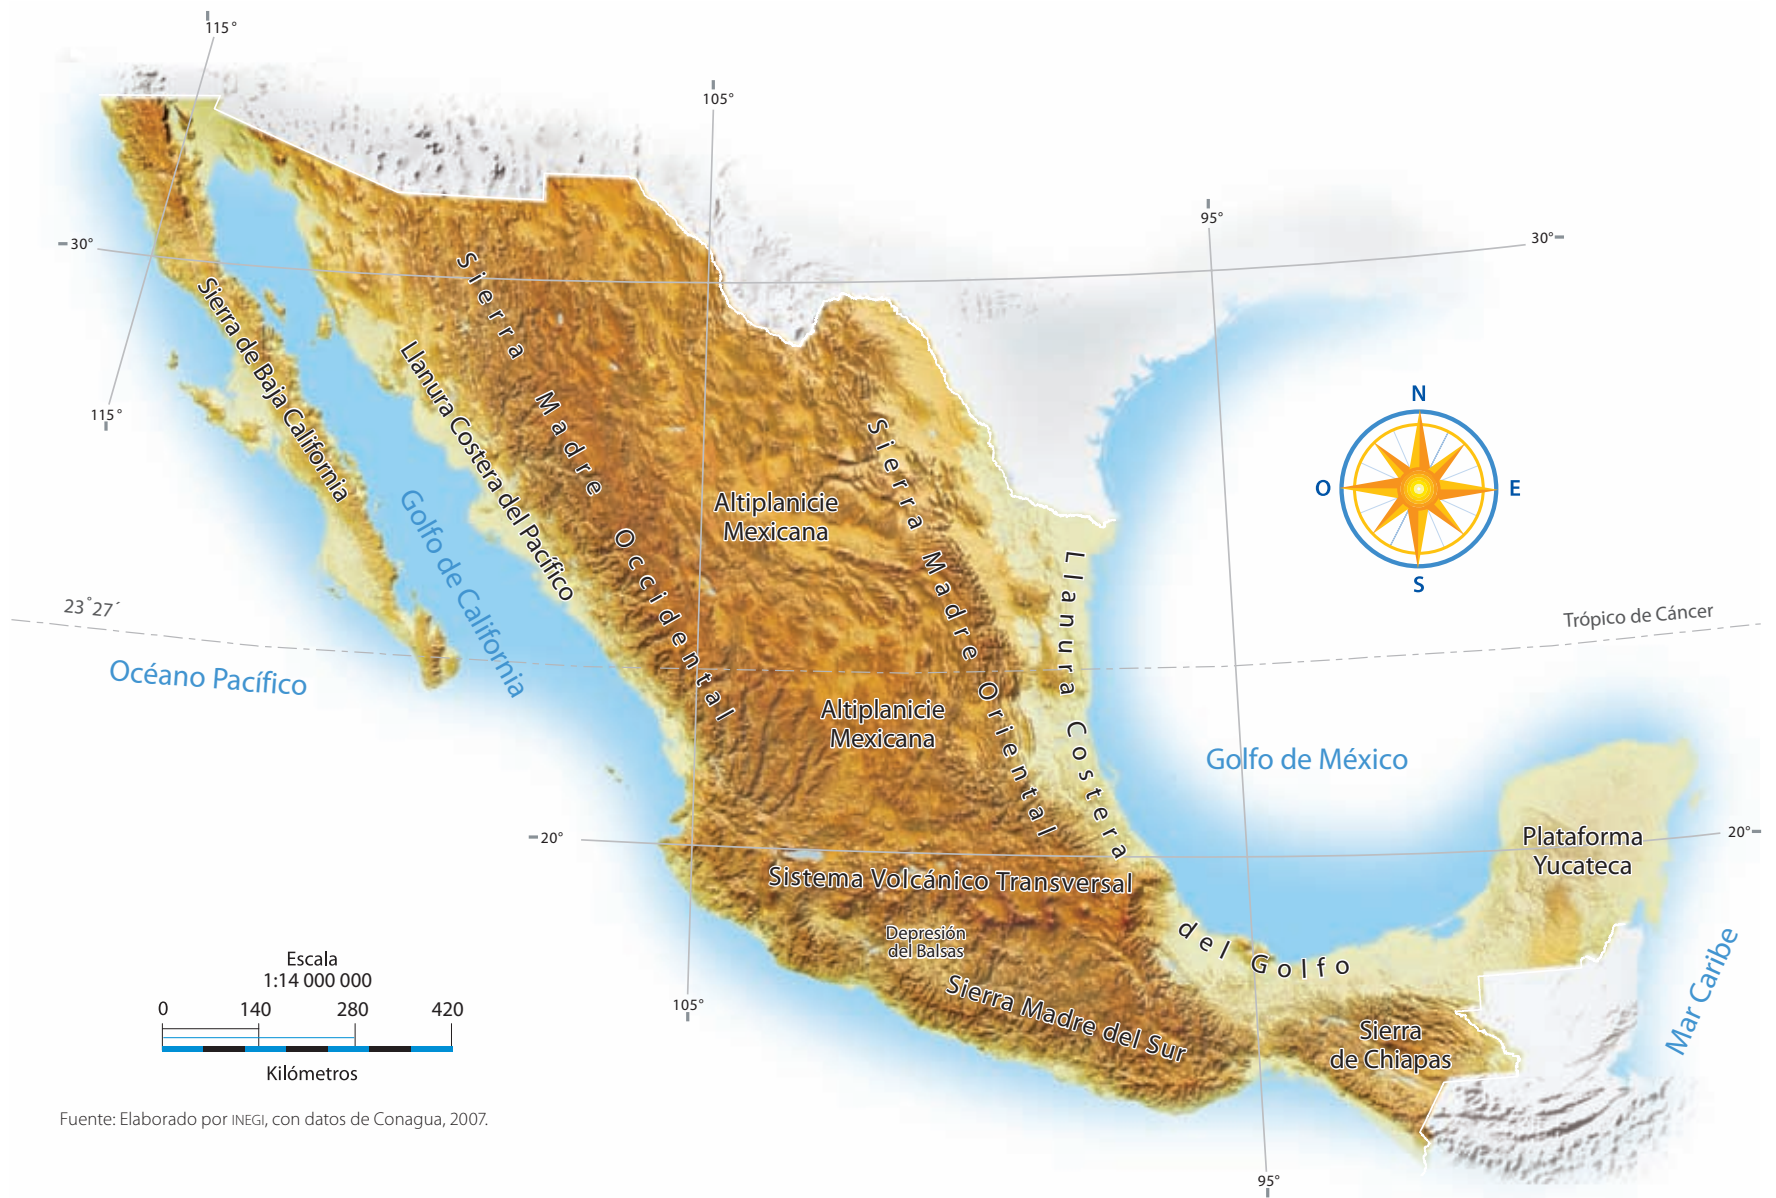 115°
105°
95°
30°
30°
Sierra de Baja California
Sierra Madre Occidental
Llanura Costera del Pacífico
Golfo de California
115°
N
O
E
S
Altiplanicie
Mexicana
Sierra Madre Oriental
Llanura Costera del Golfo
23°27´
Trópico de Cáncer
Océano Pacífico
Altiplanicie
Mexicana
Golfo de México
20°
20°
Plataforma
Yucateca
Sistema Volcánico Transversal
Depresión
del Balsas
Sierra Madre del Sur
Mar Caribe
Sierra
de Chiapas
Escala
1:14 000 000
0 140 280 420
Kilómetros
105°
95°
Fuente: Elaborado por INEGI, con datos de Conagua, 2007.